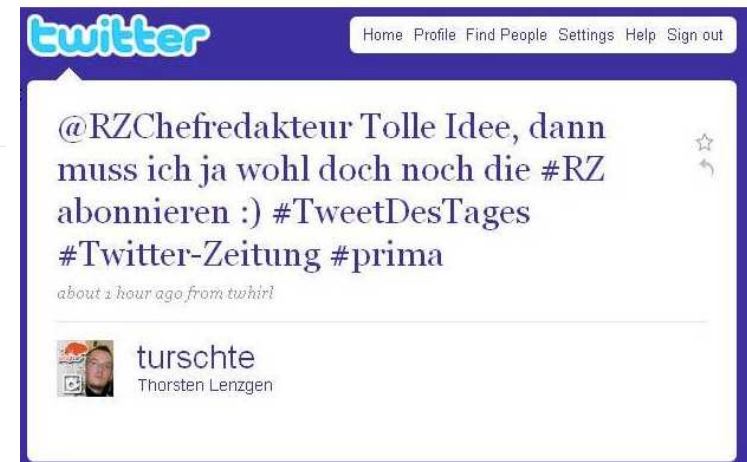 twitter
Home Profile Find People Settings Help Sign out
@RZChefredakteur Tolle Idee, dann
muss ich ja wohl doch noch die #RZ
abonnieren :) #TweetDesTages
#Twitter-Zeitung #prima
about 1 hour ago from twhirl
turschte
Thorsten Lenzgen